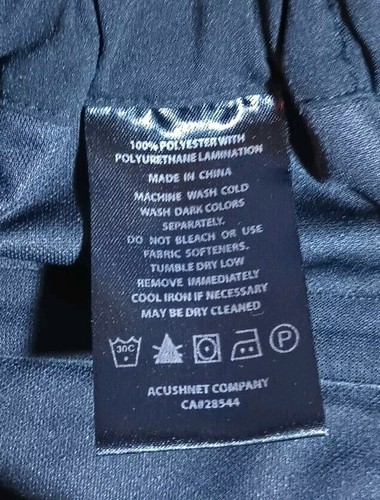 100% POLYESTER WITH
POLYURETHANE LAMINATION
MADE IN CHINA
MACHINE WASH COLD
WASH DARK COLORS
SEPARATELY.
DO NOT BLEACH OR USE
FABRIC SOFTENERS.
TUMBLE DRY LOW
REMOVE IMMEDIATELY
COOL IRON IF NECESSARY
MAY BE DRY CLEANED
30C P
ACUSHNET COMPANY
CA#28544